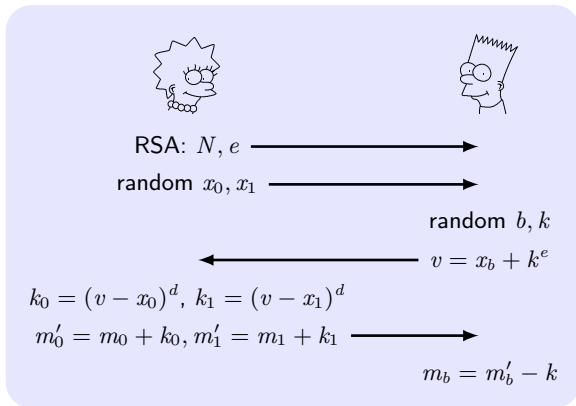 RSA: N, e
random x₀, x₁
random b, k
v = x_b + k^e
k₀ = (v − x₀)^d, k₁ = (v − x₁)^d
m′₀ = m₀ + k₀, m′₁ = m₁ + k₁
m_b = m′_b − k